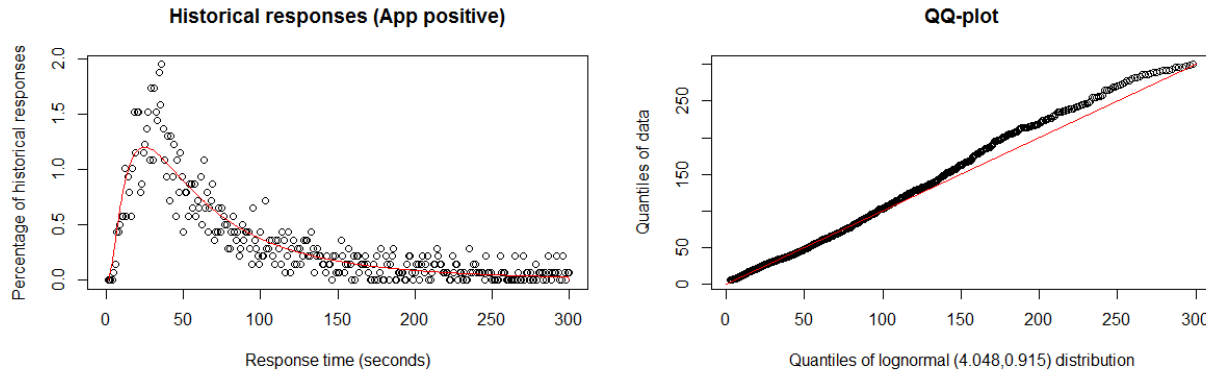 Historical responses (App positive)
Percentage of historical responses
2.0
1.5
1.0
0.5
0.0
0 50 100 150 200 250 300
Response time (seconds)
QQ-plot
Quantiles of data
250
150
50
0
0 50 100 150 200 250 300
Quantiles of lognormal (4.048,0.915) distribution